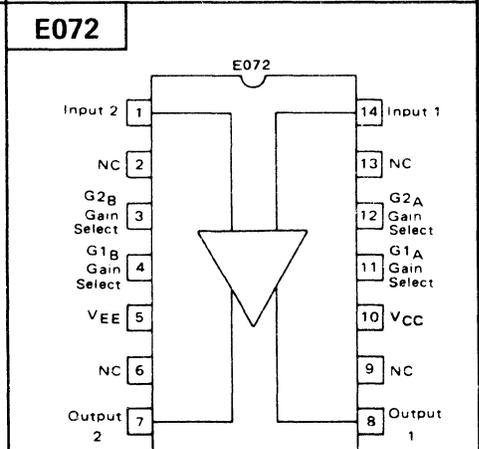 E072
E072
Input 2 1 14 Input 1
NC 2 13 NC
G2B Gain Select 3 12 G2A Gain Select
G1B Gain Select 4 11 G1A Gain Select
VEE 5 10 VCC
NC 6 9 NC
Output 2 7 8 Output 1